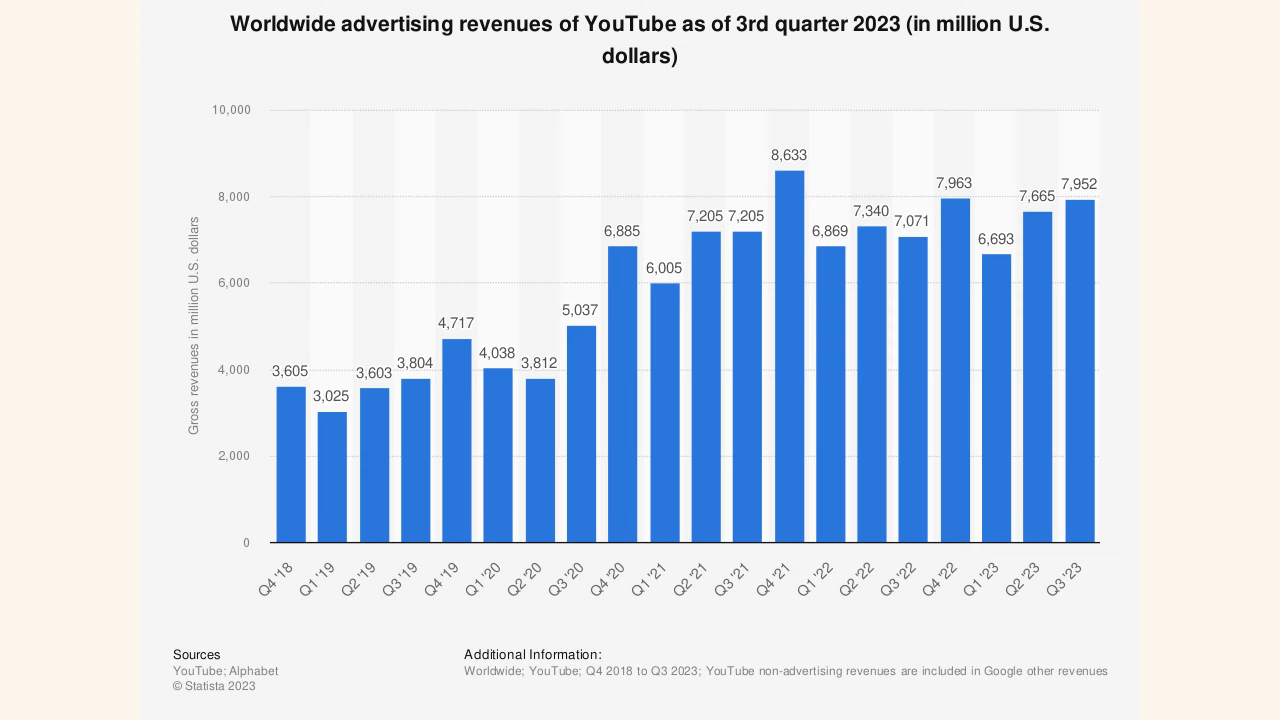 Worldwide advertising revenues of YouTube as of 3rd quarter 2023 (in million U.S.
dollars)
Gross revenues in million U.S. dollars
10,000
8,000
6,000
4,000
2,000
0
3,605
3,025
3,603
3,804
4,717
4,038
3,812
5,037
6,885
6,005
7,205
7,205
8,633
6,869
7,340
7,071
7,963
6,693
7,665
7,952
Q4 '18
Q1 '19
Q2 '19
Q3 '19
Q4 '19
Q1 '20
Q2 '20
Q3 '20
Q4 '20
Q1 '21
Q2 '21
Q3 '21
Q4 '21
Q1 '22
Q2 '22
Q3 '22
Q4 '22
Q1 '23
Q2 '23
Q3 '23
Sources
YouTube; Alphabet
© Statista 2023
Additional Information:
Worldwide; YouTube; Q4 2018 to Q3 2023; YouTube non-advertising revenues are included in Google other revenues